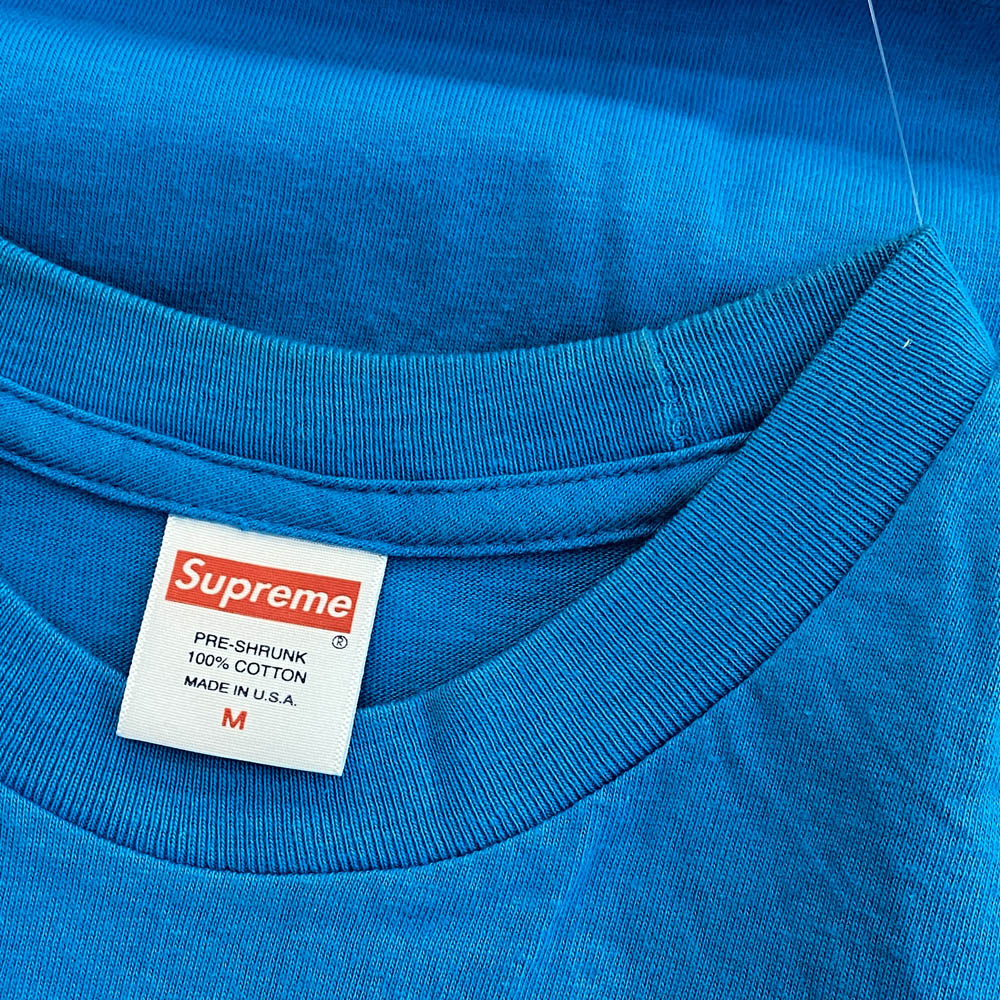 Supreme
®
PRE-SHRUNK
100% COTTON
MADE IN U.S.A.
M